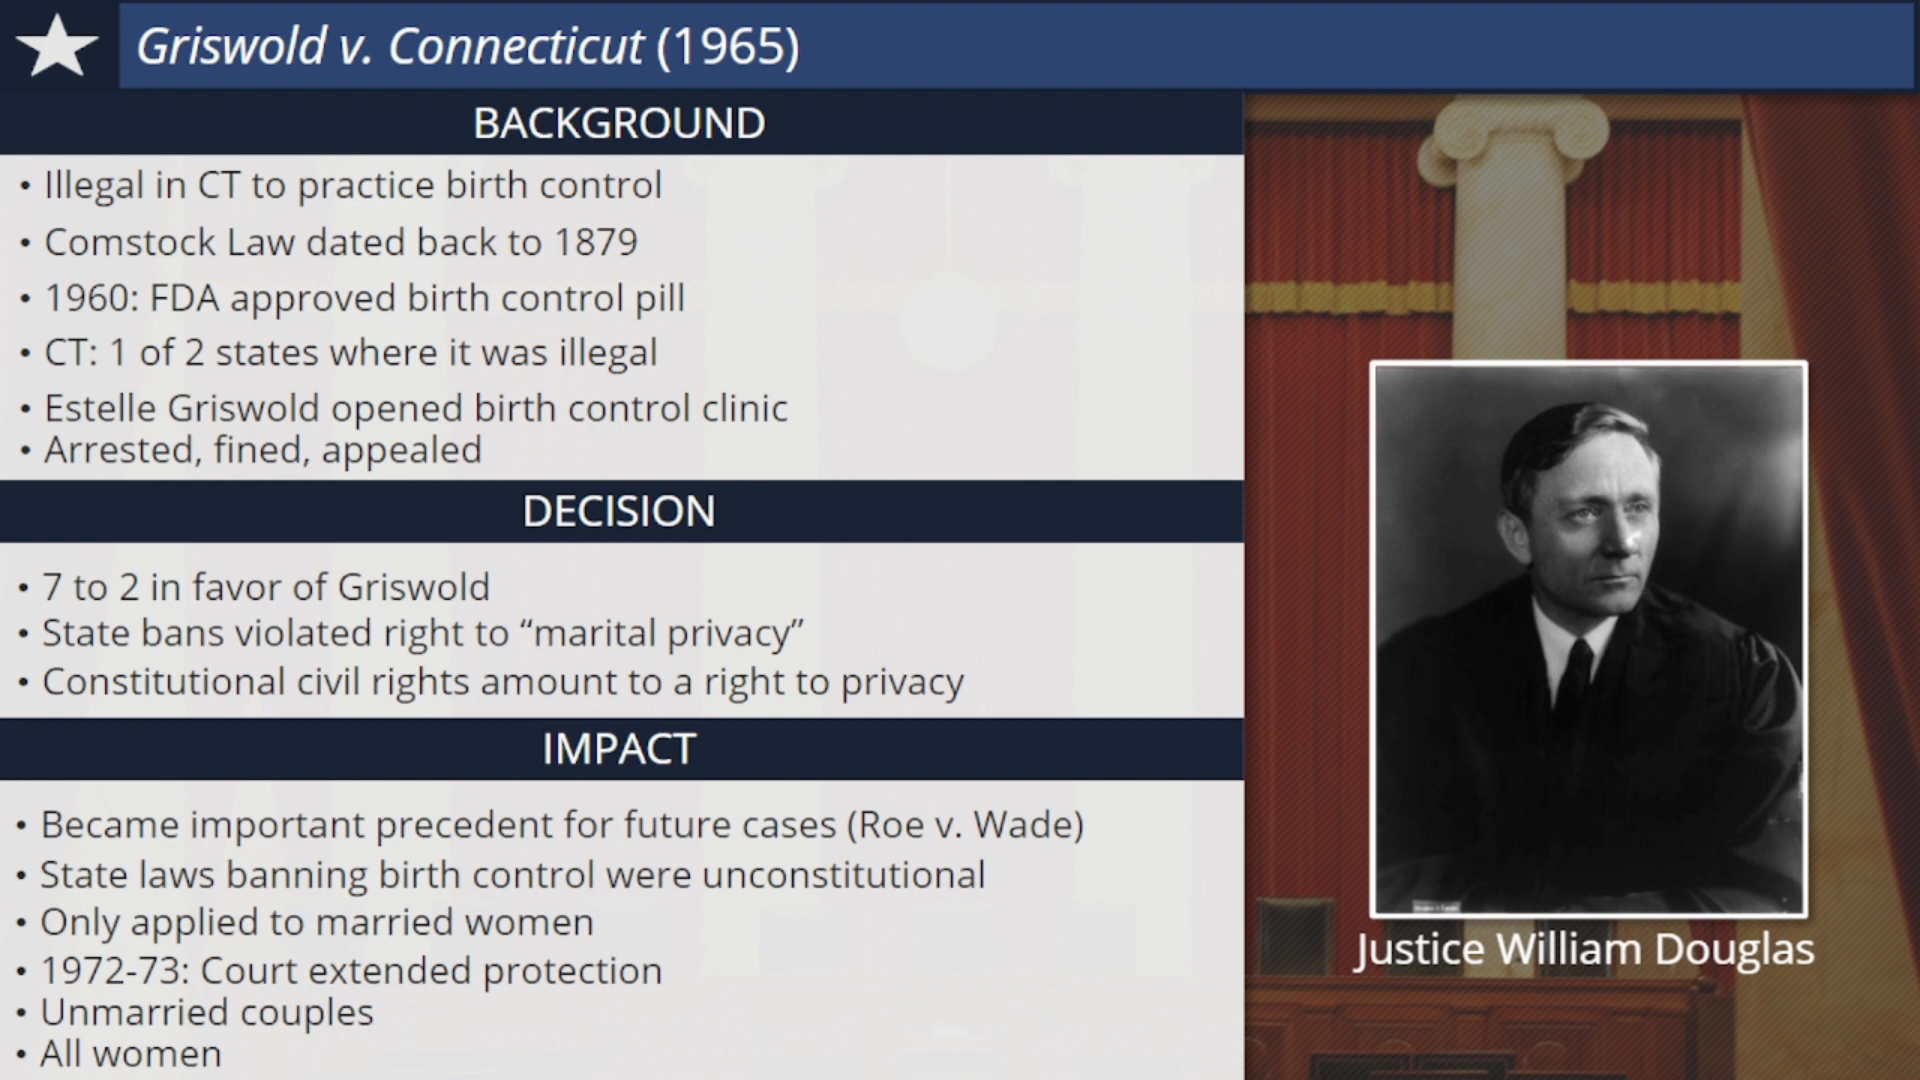 Griswold v. Connecticut (1965)
BACKGROUND
• Illegal in CT to practice birth control
• Comstock Law dated back to 1879
• 1960: FDA approved birth control pill
• CT: 1 of 2 states where it was illegal
• Estelle Griswold opened birth control clinic
• Arrested, fined, appealed
DECISION
• 7 to 2 in favor of Griswold
• State bans violated right to “marital privacy”
• Constitutional civil rights amount to a right to privacy
IMPACT
• Became important precedent for future cases (Roe v. Wade)
• State laws banning birth control were unconstitutional
• Only applied to married women
• 1972-73: Court extended protection
• Unmarried couples
• All women
Justice William Douglas